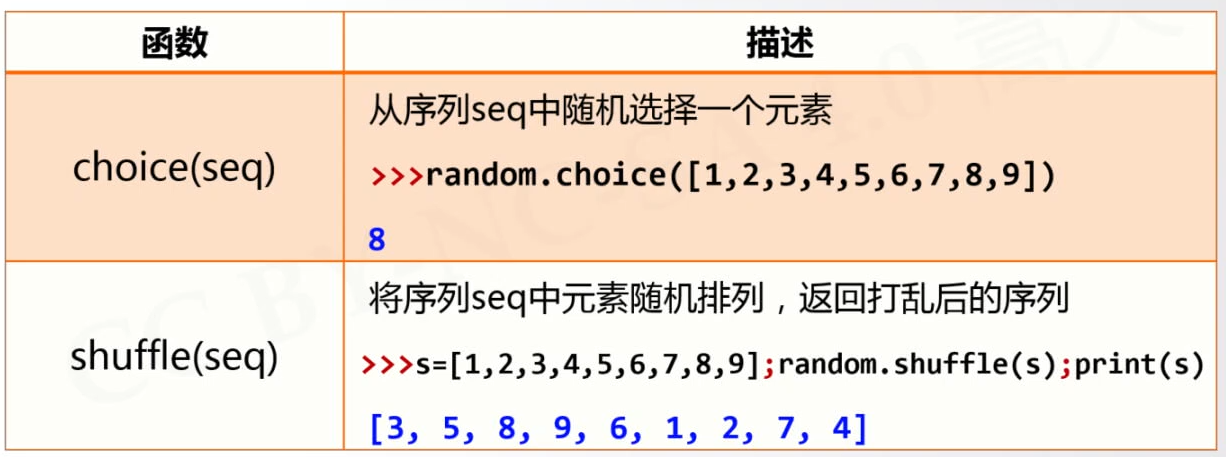 函数 描述
choice(seq)
从序列seq中随机选择一个元素
>>>random.choice([1,2,3,4,5,6,7,8,9])
8
shuffle(seq)
将序列seq中元素随机排列，返回打乱后的序列
>>>s=[1,2,3,4,5,6,7,8,9];random.shuffle(s);print(s)
[3, 5, 8, 9, 6, 1, 2, 7, 4]
CC BY-NC-SA 4.0 嵩天